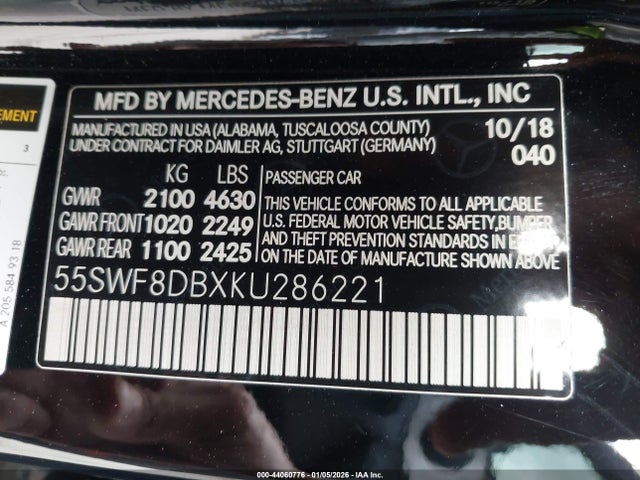 MFD BY MERCEDES-BENZ U.S. INTL., INC
MANUFACTURED IN USA (ALABAMA, TUSCALOOSA COUNTY) 10/18
UNDER CONTRACT FOR DAIMLER AG, STUTTGART (GERMANY) 040
KG LBS
GVWR 2100 4630
GAWR FRONT 1020 2249
GAWR REAR 1100 2425
PASSENGER CAR
THIS VEHICLE CONFORMS TO ALL APPLICABLE
U.S. FEDERAL MOTOR VEHICLE SAFETY, BUMPER
AND THEFT PREVENTION STANDARDS IN
ON THE DATE OF MANUFACTURE SHOWN ABOVE
55SWF8DBXKU286221
EMENT
3
A 205 584 93 18
000-44060776 | 01/05/2026 | IAA Inc.